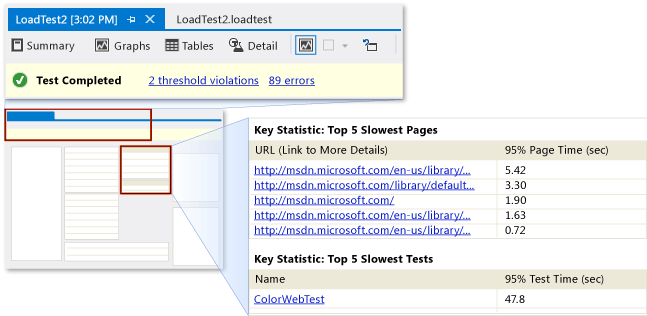 LoadTest2 [3:02 PM] LoadTest2.loadtest
Summary Graphs Tables Detail
Test Completed 2 threshold violations 89 errors
Key Statistic: Top 5 Slowest Pages
URL (Link to More Details) 95% Page Time (sec)
http://msdn.microsoft.com/en-us/library/... 5.42
http://msdn.microsoft.com/library/default... 3.30
http://msdn.microsoft.com/ 1.90
http://msdn.microsoft.com/en-us/library/... 1.63
http://msdn.microsoft.com/en-us/library/... 0.72
Key Statistic: Top 5 Slowest Tests
Name 95% Test Time (sec)
ColorWebTest 47.8